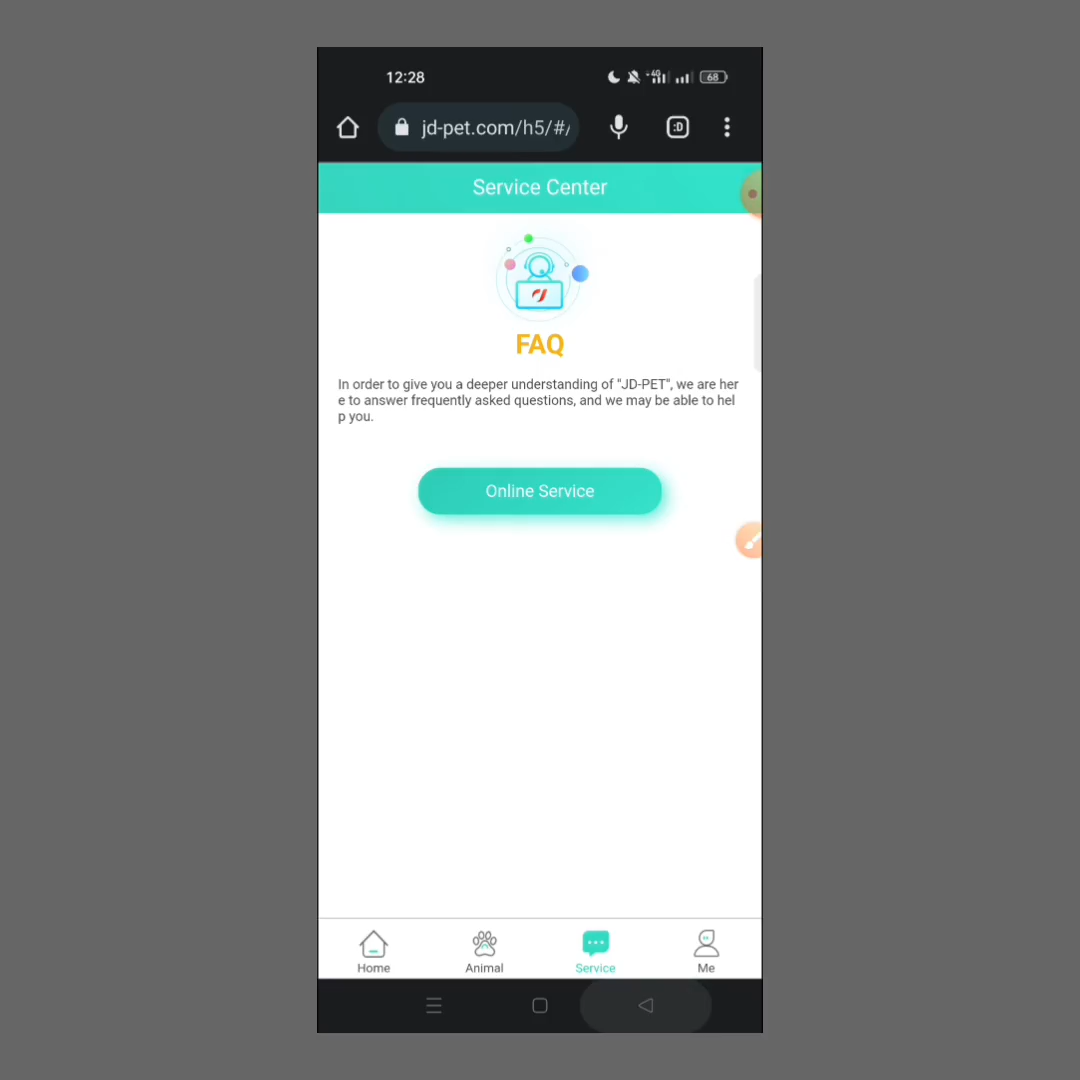 12:28
4G
68
jd-pet.com/h5/#/
:D
Service Center
FAQ
In order to give you a deeper understanding of "JD-PET", we are her
e to answer frequently asked questions, and we may be able to hel
p you.
Online Service
Home
Animal
Service
Me